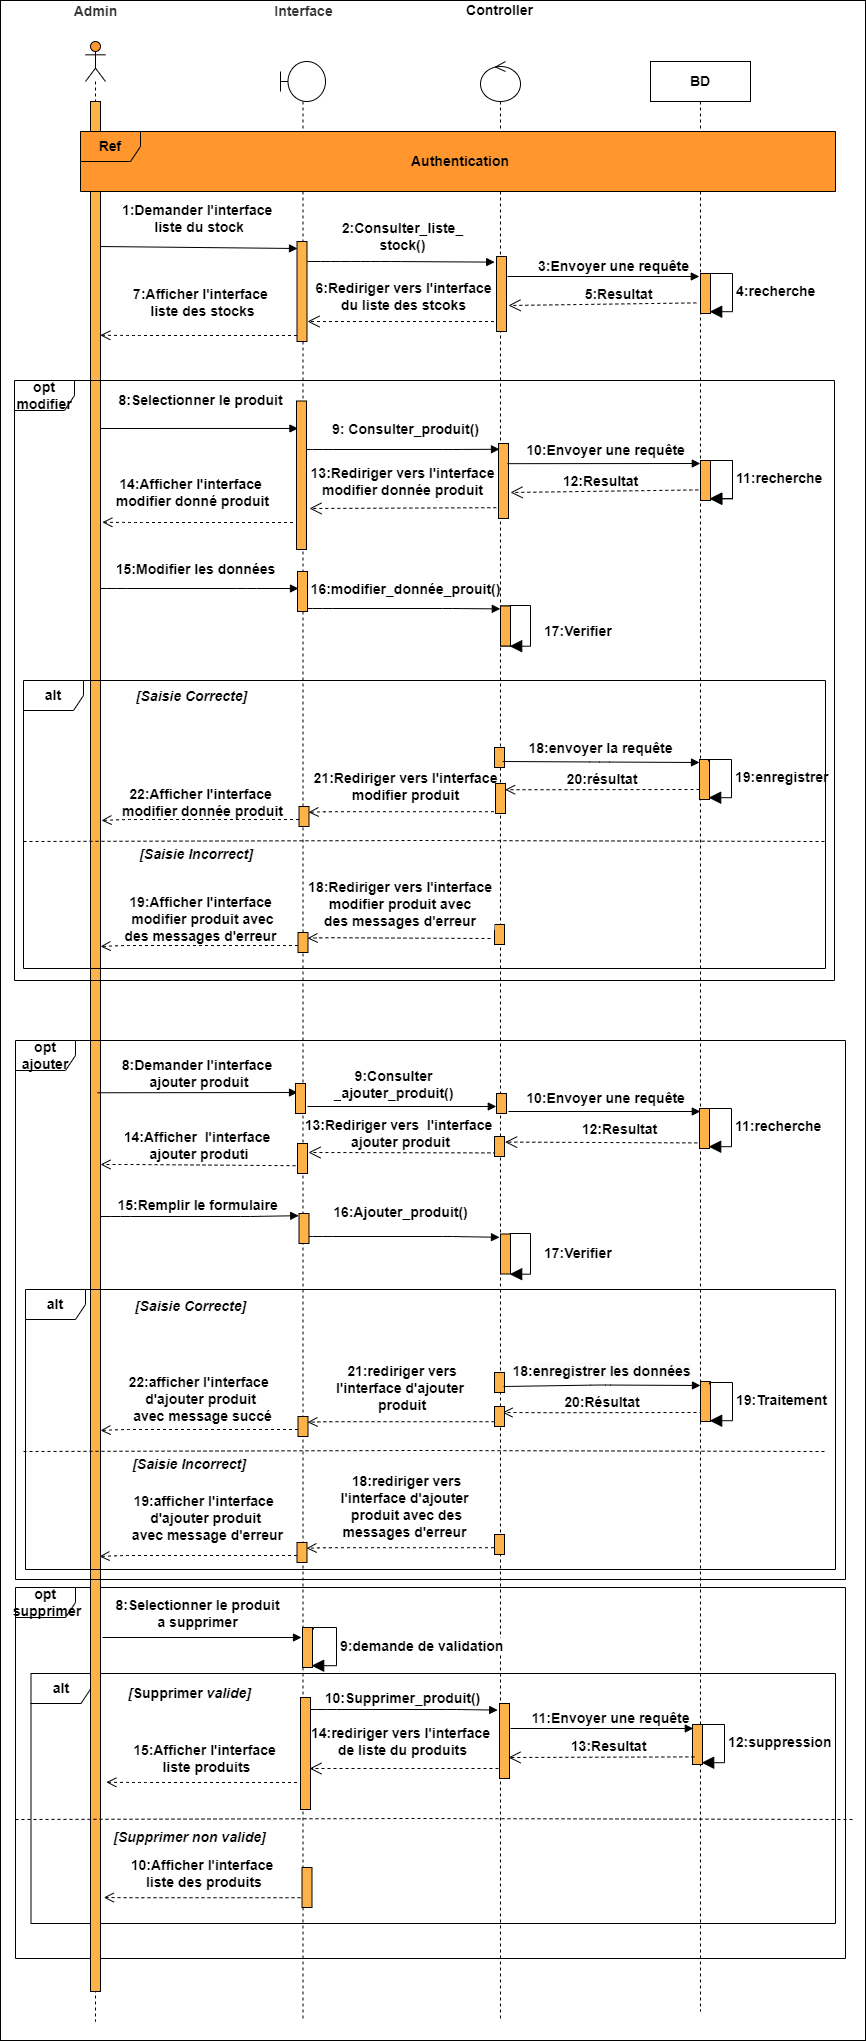 Admin
Interface
Controller
BD
Ref
Authentication
1:Demander l'interface
liste du stock
2:Consulter_liste_
stock()
3:Envoyer une requête
4:recherche
5:Resultat
6:Rediriger vers l'interface
du liste des stcoks
7:Afficher l'interface
liste des stocks
opt
modifier
8:Selectionner le produit
9: Consulter_produit()
10:Envoyer une requête
11:recherche
12:Resultat
13:Rediriger vers l'interface
modifier donnée produit
14:Afficher l'interface
modifier donné produit
15:Modifier les données
16:modifier_donnée_prouit()
17:Verifier
alt
[Saisie Correcte]
18:envoyer la requête
19:enregistrer
20:résultat
21:Rediriger vers l'interface
modifier produit
22:Afficher l'interface
modifier donnée produit
[Saisie Incorrect]
18:Rediriger vers l'interface
modifier produit avec
des messages d'erreur
19:Afficher l'interface
modifier produit avec
des messages d'erreur
opt
ajouter
8:Demander l'interface
ajouter produit
9:Consulter
_ajouter_produit()
10:Envoyer une requête
11:recherche
12:Resultat
13:Rediriger vers  l'interface
ajouter produit
14:Afficher  l'interface
ajouter produti
15:Remplir le formulaire
16:Ajouter_produit()
17:Verifier
alt
[Saisie Correcte]
18:enregistrer les données
19:Traitement
20:Résultat
21:rediriger vers
l'interface d'ajouter
produit
22:afficher l'interface
d'ajouter produit
avec message succé
[Saisie Incorrect]
18:rediriger vers
l'interface d'ajouter
produit avec des
messages d'erreur
19:afficher l'interface
d'ajouter produit
avec message d'erreur
opt
supprimer
8:Selectionner le produit
a supprimer
9:demande de validation
alt
[Supprimer valide]
10:Supprimer_produit()
11:Envoyer une requête
12:suppression
13:Resultat
14:rediriger vers l'interface
de liste du produits
15:Afficher l'interface
liste produits
[Supprimer non valide]
10:Afficher l'interface
liste des produits